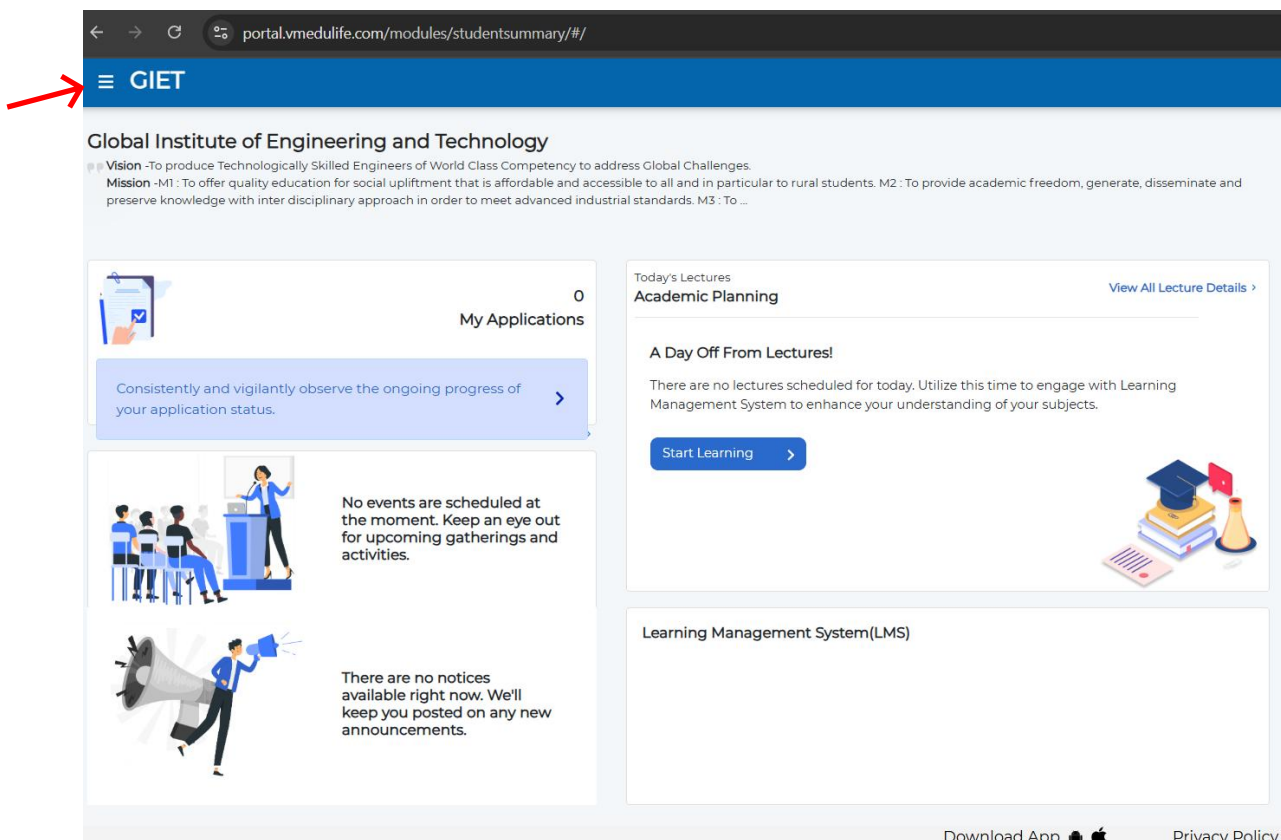 portal.vmedulife.com/modules/studentsummary/#/
GIET
Global Institute of Engineering and Technology
Vision -To produce Technologically Skilled Engineers of World Class Competency to address Global Challenges.
Mission -M1 : To offer quality education for social upliftment that is affordable and accessible to all and in particular to rural students. M2 : To provide academic freedom, generate, disseminate and
preserve knowledge with inter disciplinary approach in order to meet advanced industrial standards. M3 : To ...
0
My Applications
Consistently and vigilantly observe the ongoing progress of
your application status.
No events are scheduled at
the moment. Keep an eye out
for upcoming gatherings and
activities.
There are no notices
available right now. We'll
keep you posted on any new
announcements.
Today's Lectures
Academic Planning
View All Lecture Details
A Day Off From Lectures!
There are no lectures scheduled for today. Utilize this time to engage with Learning
Management System to enhance your understanding of your subjects.
Start Learning
Learning Management System(LMS)
Download App
Privacy Policy